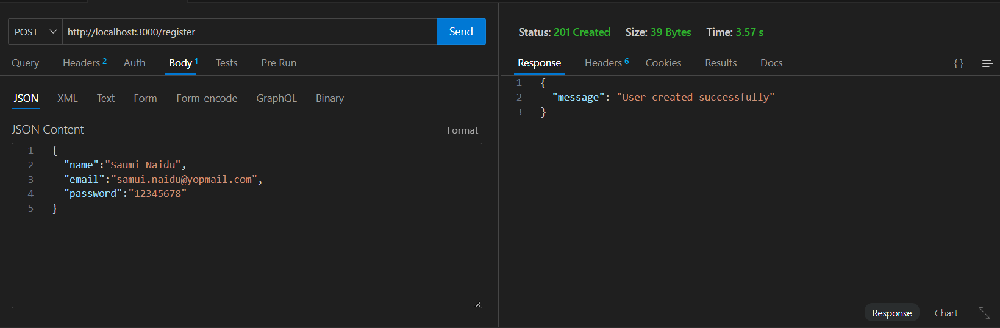 POST http://localhost:3000/register Send
Query Headers 2 Auth Body 1 Tests Pre Run
JSON XML Text Form Form-encode GraphQL Binary
JSON Content Format
1 {
2 "name":"Saumi Naidu",
3 "email":"samui.naidu@yopmail.com",
4 "password":"12345678"
5 }
Status: 201 Created Size: 39 Bytes Time: 3.57 s
Response Headers 6 Cookies Results Docs { }
1 {
2 "message": "User created successfully"
3 }
Response Chart